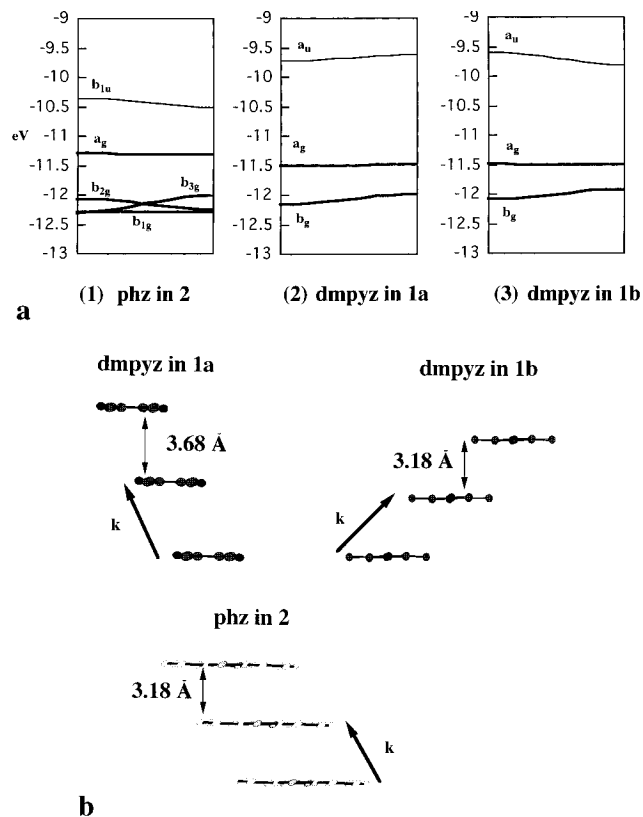 -9 -9 -9
-9.5 -9.5 -9.5
-10 -10 -10
-10.5 -10.5 -10.5
eV -11 -11 -11
-11.5 -11.5 -11.5
-12 -12 -12
-12.5 -12.5 -12.5
-13 -13 -13
b1u
ag
b2g
b3g
b1g
au
ag
bg
au
ag
bg
(1) phz in 2 (2) dmpyz in 1a (3) dmpyz in 1b
a
dmpyz in 1a
3.68 Å
k
dmpyz in 1b
3.18 Å
k
phz in 2
3.18 Å
k
b